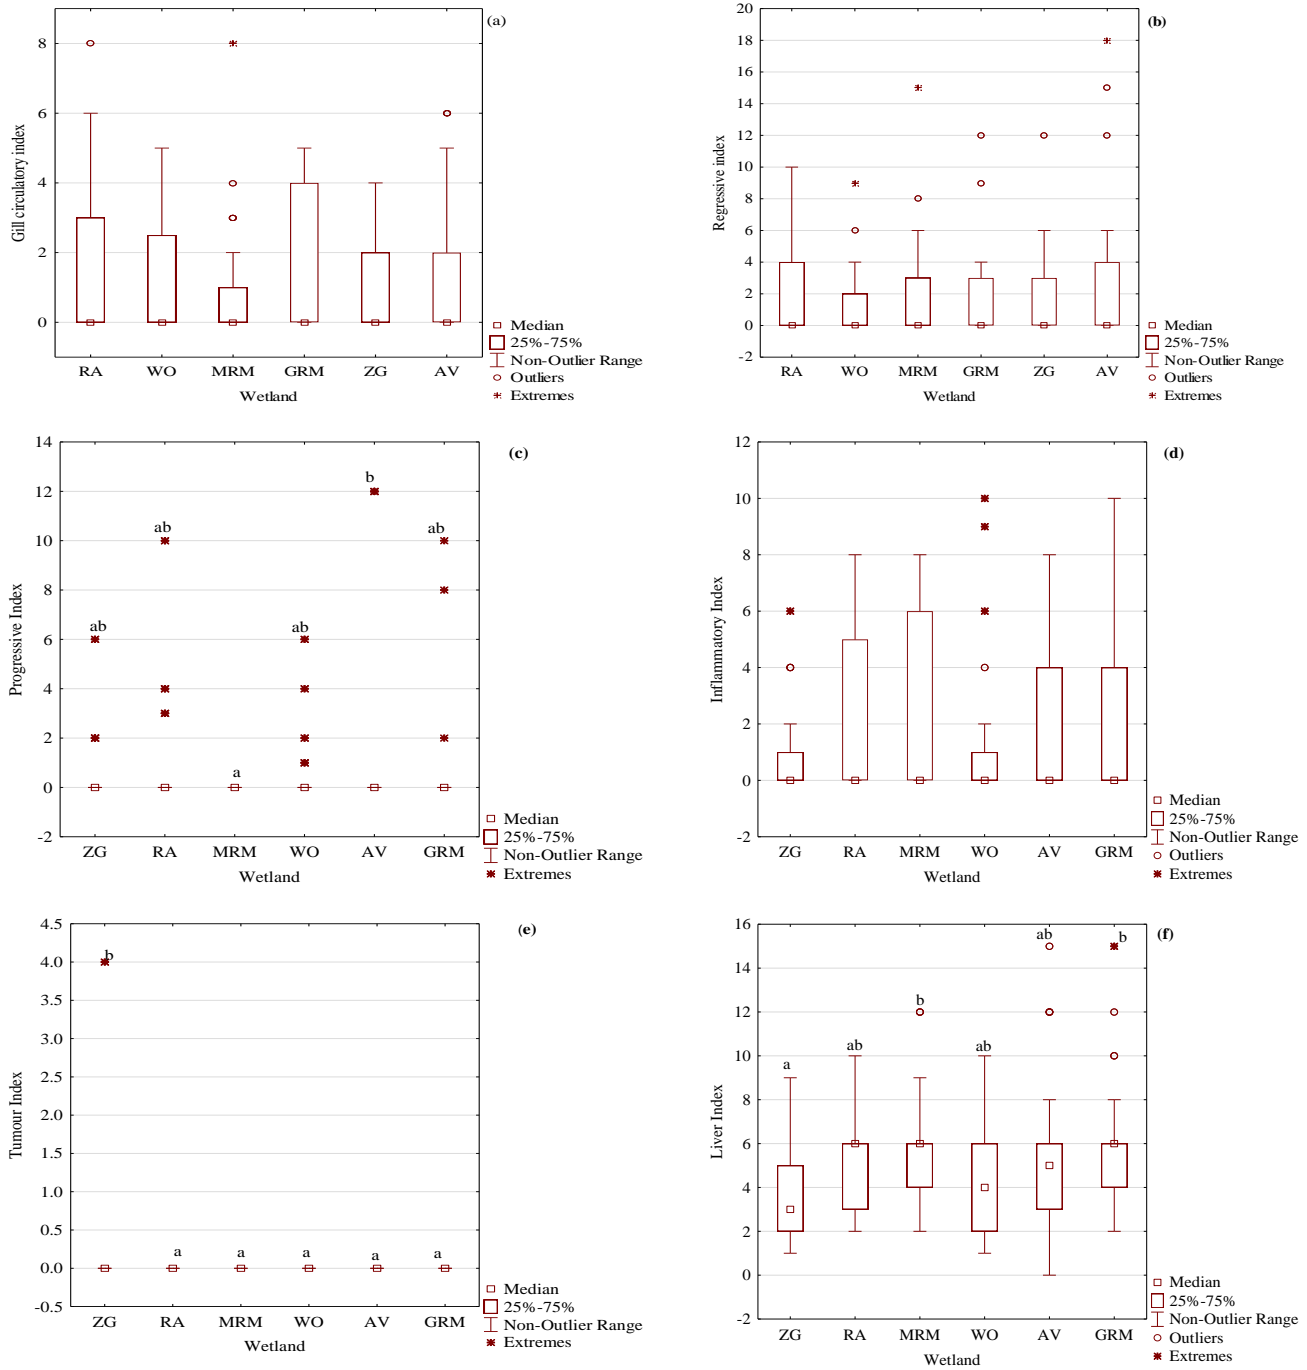 (a)
Gill circulatory index
8
6
4
2
0
RA WO MRM GRM ZG AV
Wetland
Median
25%-75%
Non-Outlier Range
Outliers
Extremes
(b)
Regressive index
20
18
16
14
12
10
8
6
4
2
0
-2
RA WO MRM GRM ZG AV
Wetland
Median
25%-75%
Non-Outlier Range
Outliers
Extremes
(c)
Progressive Index
14
12
10
8
6
4
2
0
-2
ab ab a ab b ab
ZG RA MRM WO AV GRM
Wetland
Median
25%-75%
Non-Outlier Range
Extremes
(d)
Inflammatory Index
12
10
8
6
4
2
0
-2
ZG RA MRM WO AV GRM
Wetland
Median
25%-75%
Non-Outlier Range
Outliers
Extremes
(e)
Tumour Index
4.5
4.0
3.5
3.0
2.5
2.0
1.5
1.0
0.5
0.0
-0.5
b a a a a a
ZG RA MRM WO AV GRM
Wetland
Median
25%-75%
Non-Outlier Range
Extremes
(f)
Liver Index
16
14
12
10
8
6
4
2
0
-2
a ab b ab ab b
ZG RA MRM WO AV GRM
Wetland
Median
25%-75%
Non-Outlier Range
Outliers
Extremes